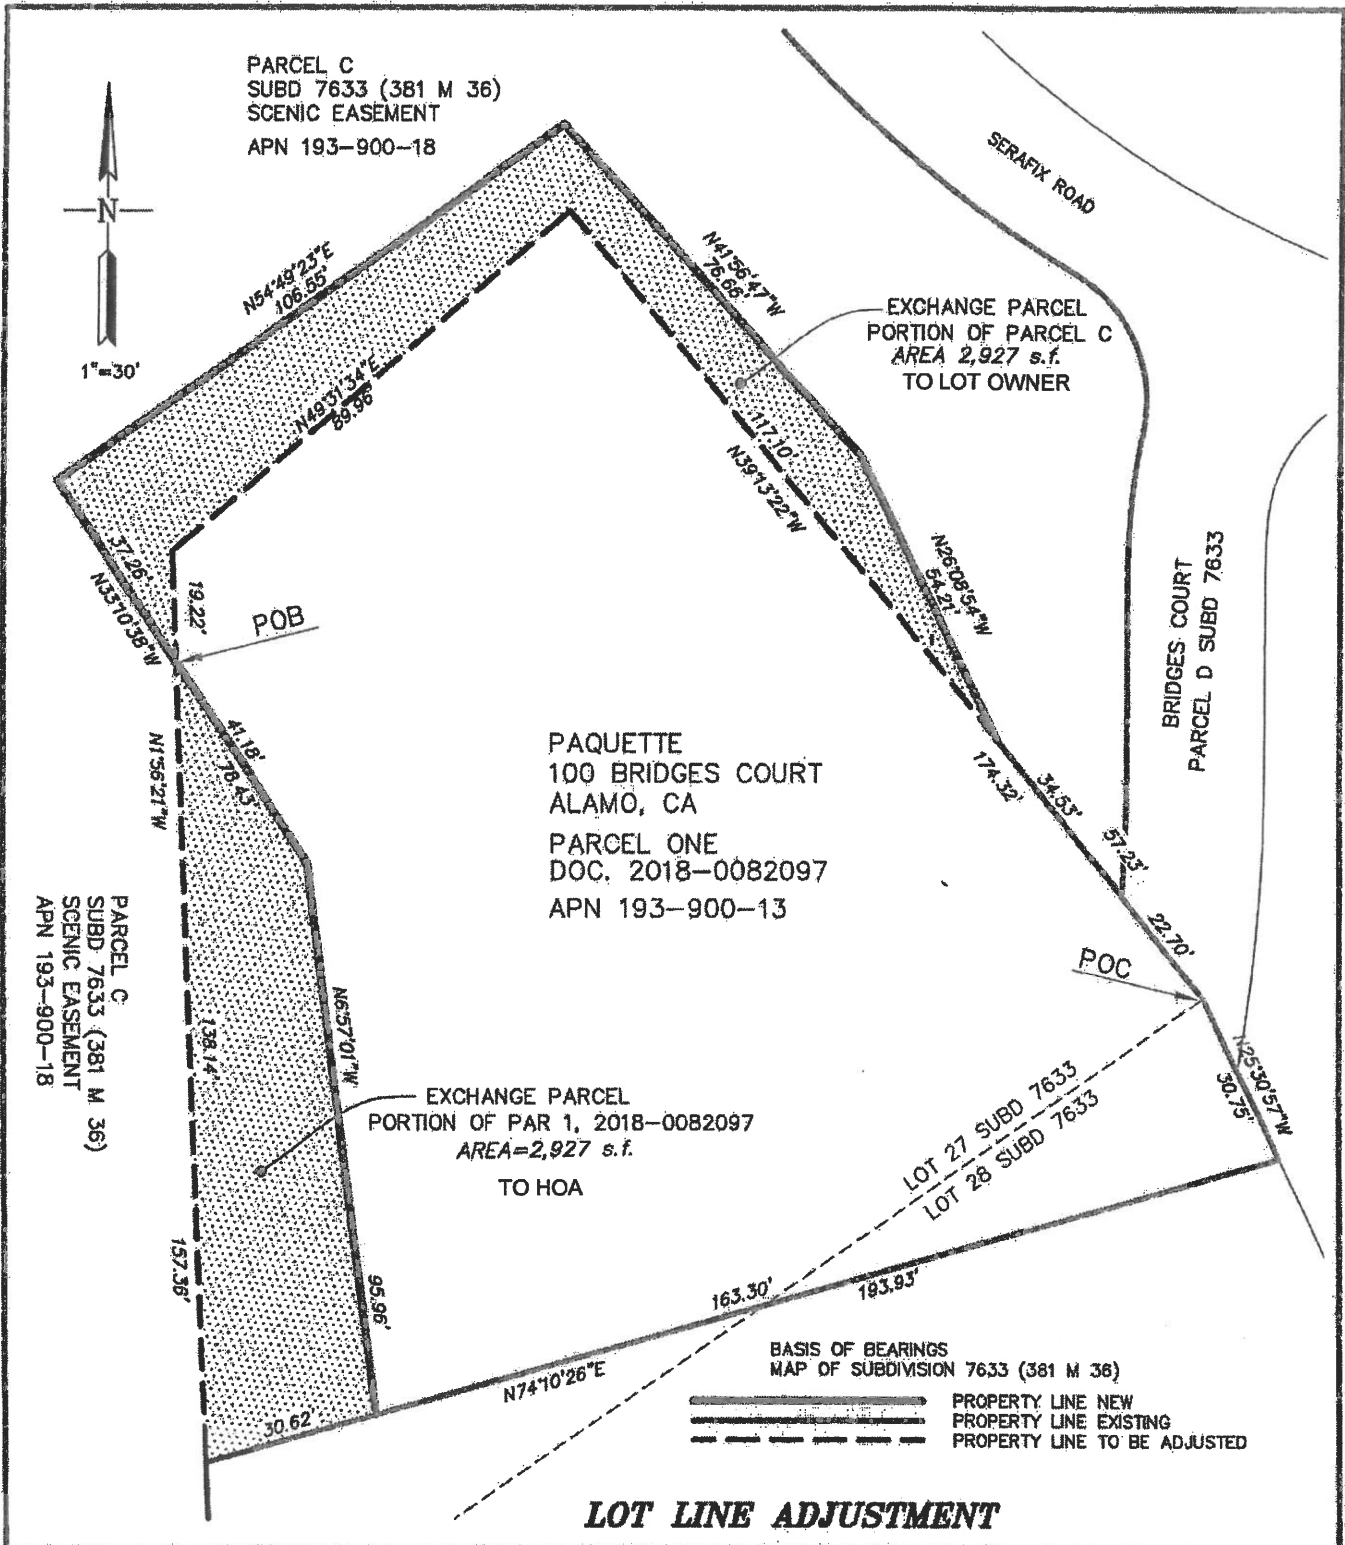 PARCEL C
SUBD 7633 (381 M 36)
SCENIC EASEMENT
APN 193-900-18
N
1"=30'
SERAFIX ROAD
N54°49'23"E
106.55'
N41°56'47"W
76.66'
EXCHANGE PARCEL
PORTION OF PARCEL C
AREA 2,927 s.f.
TO LOT OWNER
N49°31'34"E
89.96'
117.10'
N39°13'22"W
37.26'
N33°10'38"W
19.22'
POB
N26°08'54"W
54.21'
BRIDGES COURT
PARCEL D SUBD 7633
N1°56'21"W
41.18'
78.43'
PAQUETTE
100 BRIDGES COURT
ALAMO, CA
PARCEL ONE
DOC. 2018-0082097
APN 193-900-13
174.32'
34.53'
57.23'
22.70'
POC
PARCEL C
SUBD 7633 (381 M 36)
SCENIC EASEMENT
APN 193-900-18
138.14'
N6°57'01"W
EXCHANGE PARCEL
PORTION OF PAR 1, 2018-0082097
AREA=2,927 s.f.
TO HOA
LOT 27 SUBD 7633
LOT 28 SUBD 7633
N25°30'57"W
30.75'
157.36'
95.96'
163.30'
193.93'
N74°10'26"E
30.62'
BASIS OF BEARINGS
MAP OF SUBDIVISION 7633 (381 M 36)
PROPERTY LINE NEW
PROPERTY LINE EXISTING
PROPERTY LINE TO BE ADJUSTED
LOT LINE ADJUSTMENT